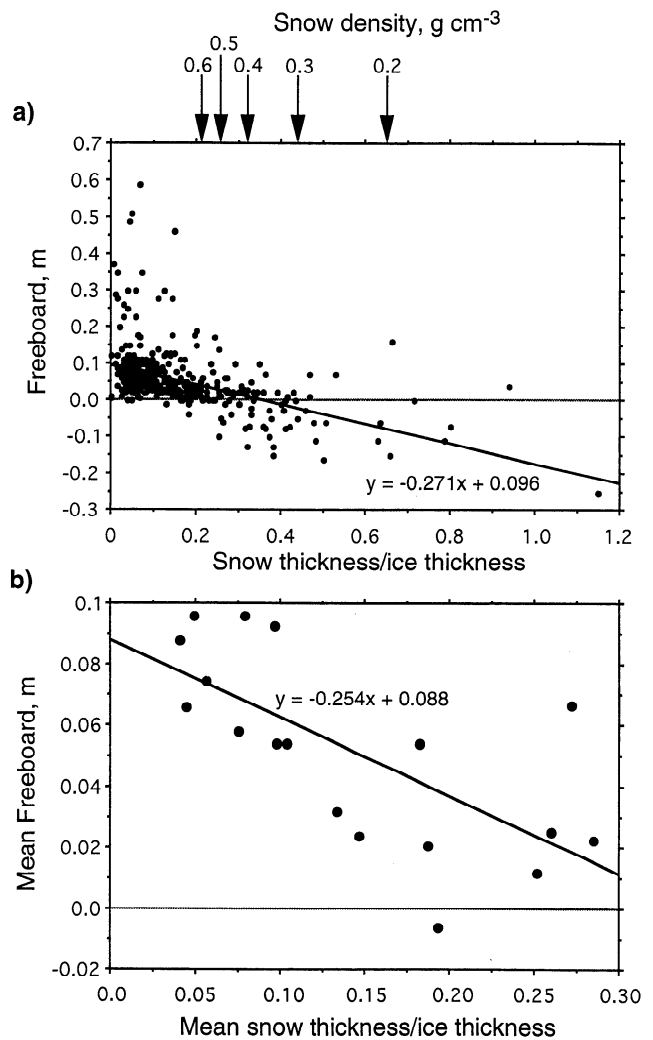 Snow density, g cm-3
0.5
0.6 0.4 0.3 0.2
a)
0.7
0.6
0.5
0.4
0.3
0.2
0.1
0.0
-0.1
-0.2
-0.3
Freeboard, m
y = -0.271x + 0.096
0 0.2 0.4 0.6 0.8 1.0 1.2
Snow thickness/ice thickness
b)
0.1
0.08
0.06
0.04
0.02
0.0
-0.02
Mean Freeboard, m
y = -0.254x + 0.088
0.0 0.05 0.10 0.15 0.20 0.25 0.30
Mean snow thickness/ice thickness